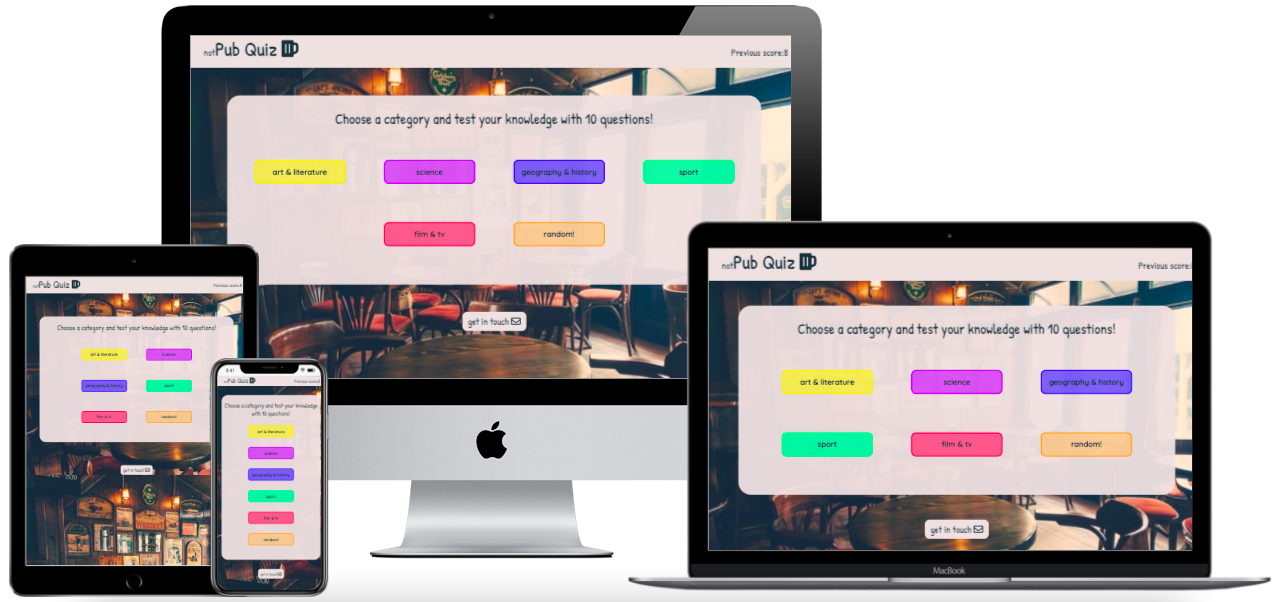 notPub Quiz
Previous score:8
Choose a category and test your knowledge with 10 questions!
art & literature
science
geography & history
sport
film & tv
random!
get in touch
notPub Quiz
Previous score:
Choose a category and test your knowledge with 10 questions!
art & literature
science
geography & history
sport
film & tv
random!
get in touch
MacBook
notPub Quiz
Previous score:8
Choose a category and test your knowledge with 10 questions!
art & literature
science
geography & history
sport
film & tv
random!
get in touch
9:41
notPub Quiz
Previous score:8
Choose a category and test your knowledge
with 10 questions!
art & literature
science
geography & history
sport
film & tv
random!
get in touch